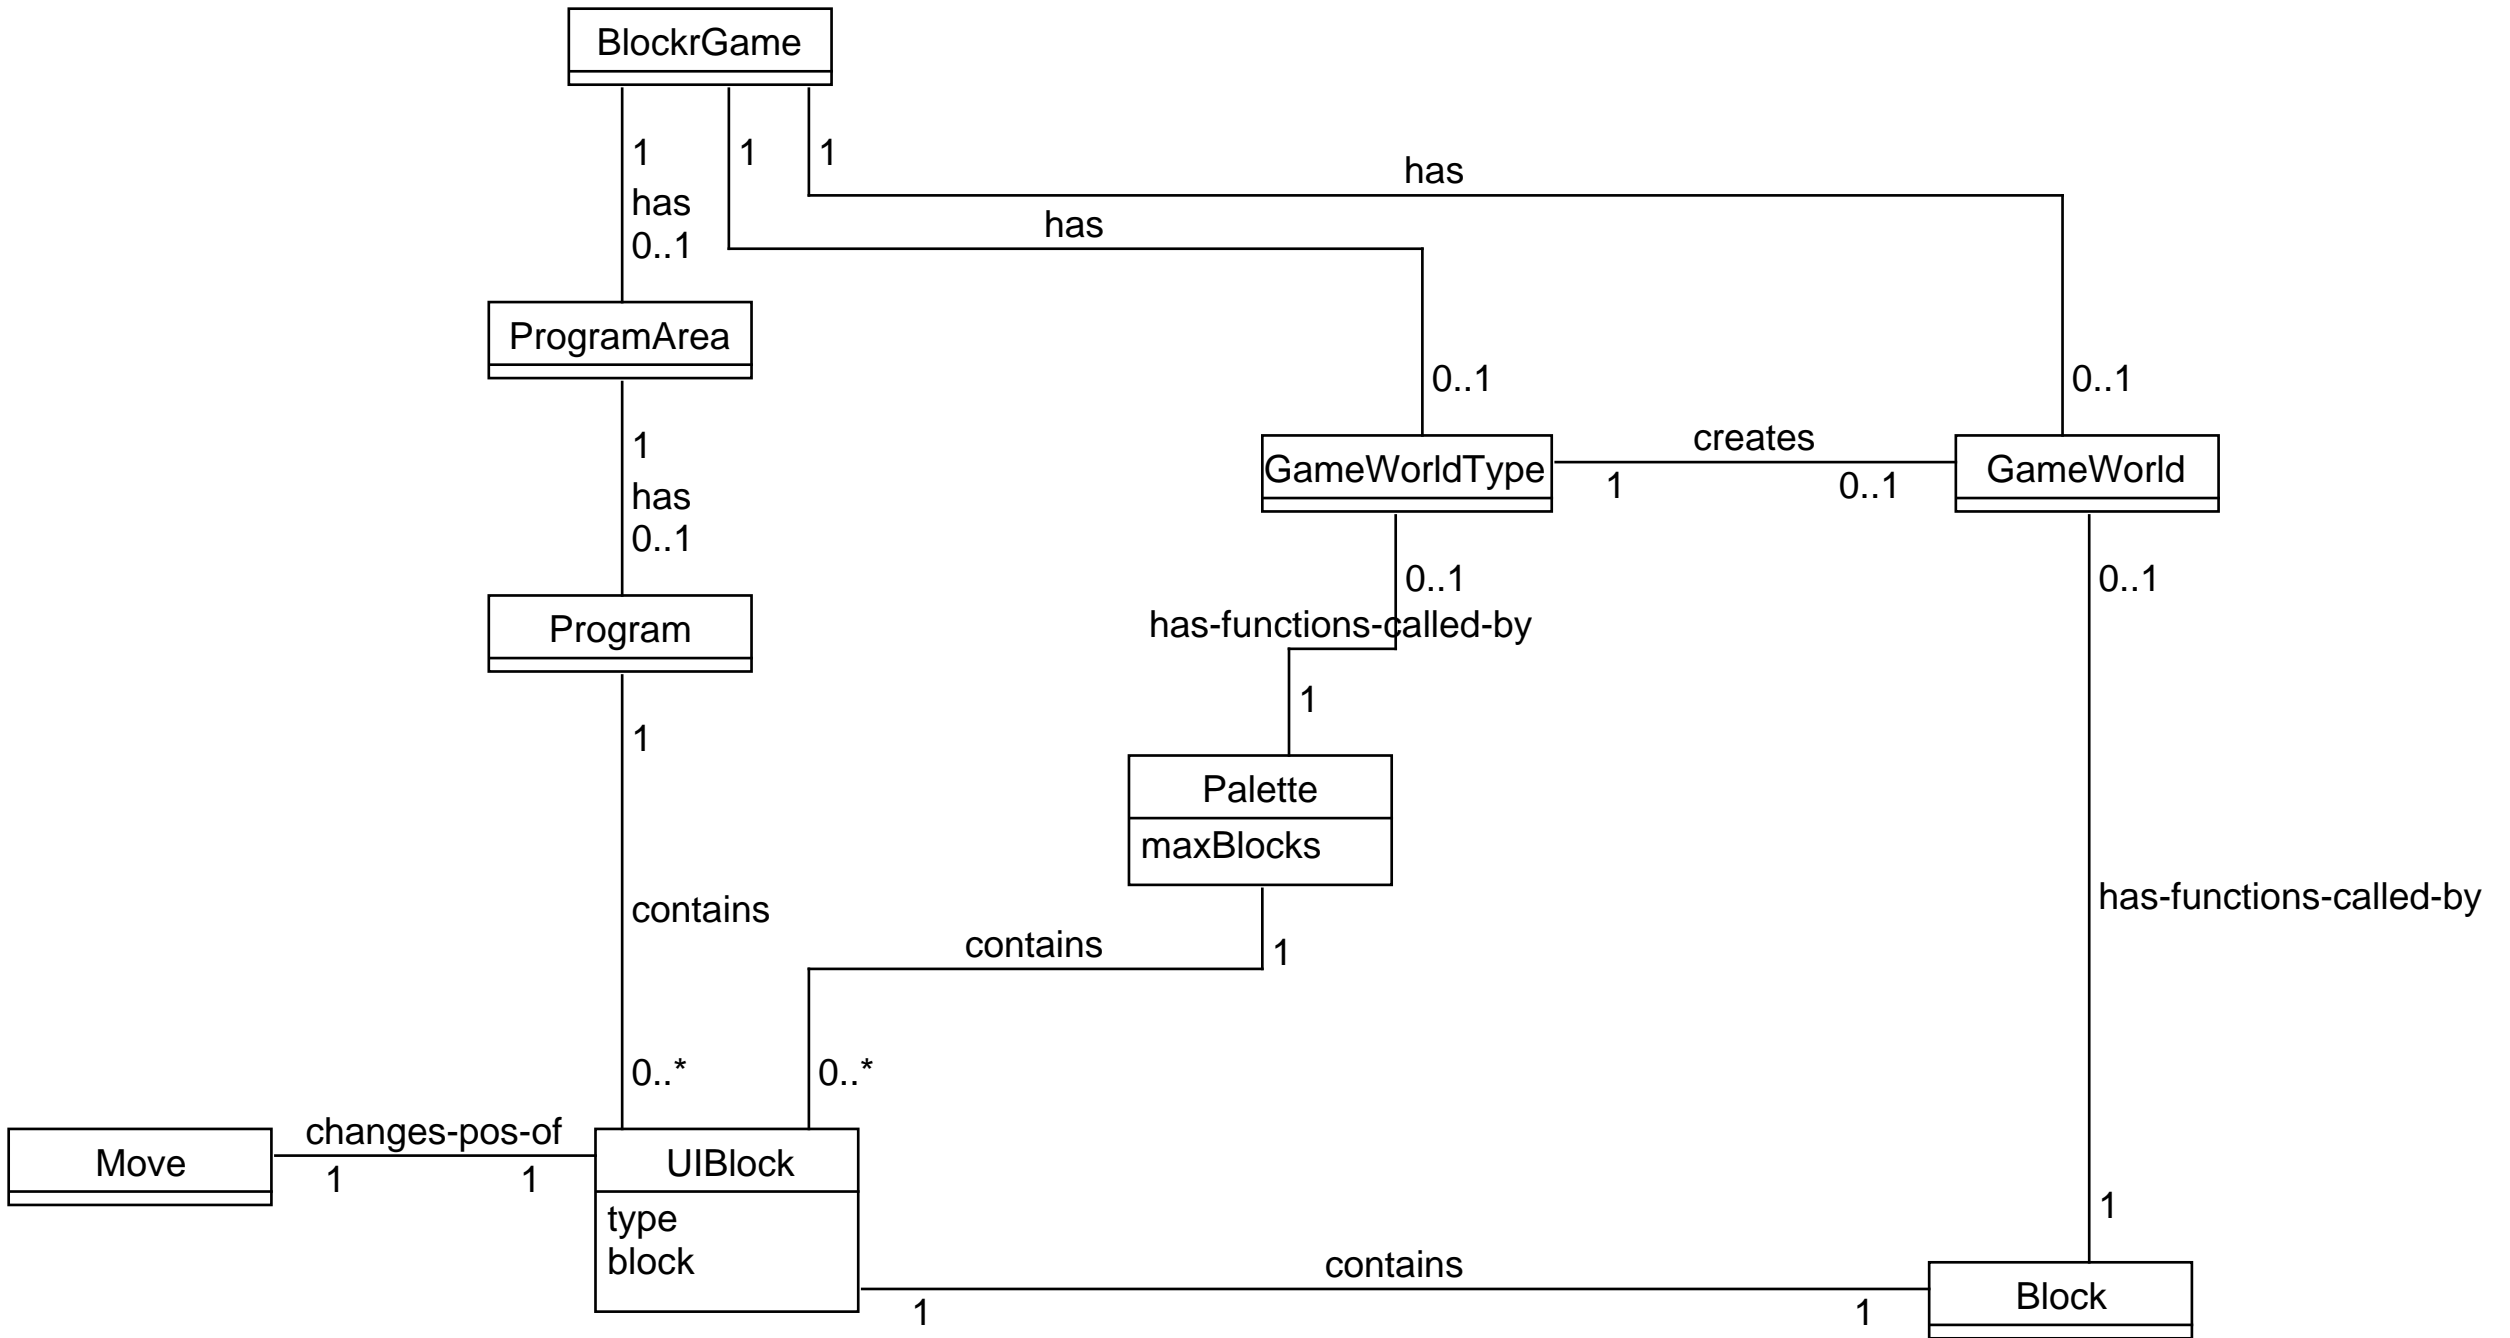 BlockrGame
1
1
1
has
has
has
0..1
ProgramArea
0..1
0..1
1
creates
GameWorldType
GameWorld
1
0..1
has
0..1
0..1
0..1
Program
has-functions-called-by
1
1
Palette
maxBlocks
has-functions-called-by
contains
contains
1
0..*
0..*
changes-pos-of
Move
UIBlock
1
1
1
type
block
contains
Block
1
1